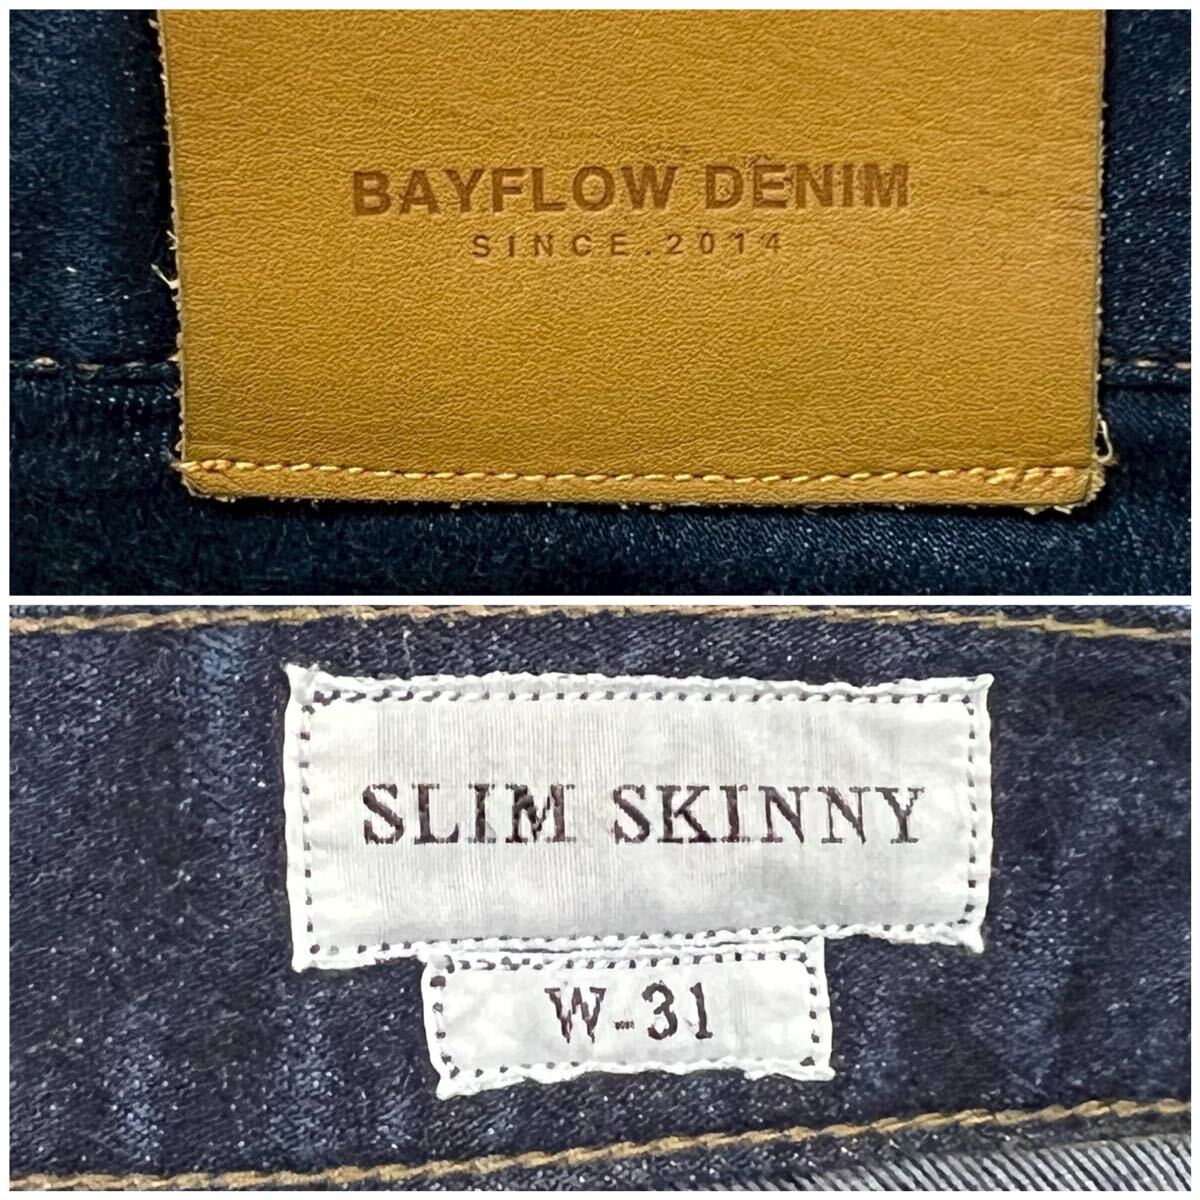 BAYFLOW DENIM
SINCE.2014
SLIM SKINNY
W-31